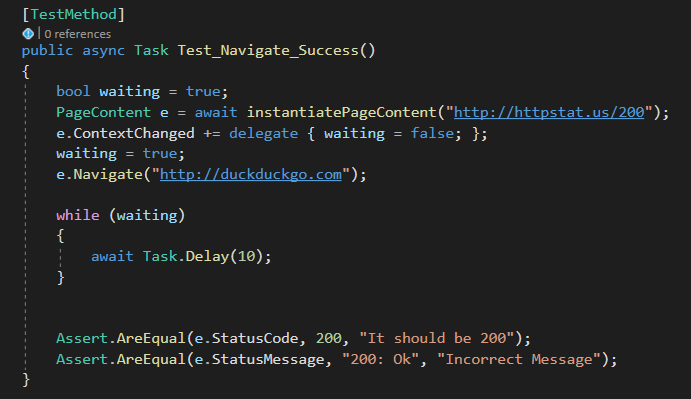 [TestMethod]
| 0 references
public async Task Test_Navigate_Success()
{
bool waiting = true;
PageContent e = await instantiatePageContent("http://httpstat.us/200");
e.ContextChanged += delegate { waiting = false; };
waiting = true;
e.Navigate("http://duckduckgo.com");
while (waiting)
{
await Task.Delay(10);
}
Assert.AreEqual(e.StatusCode, 200, "It should be 200");
Assert.AreEqual(e.StatusMessage, "200: Ok", "Incorrect Message");
}